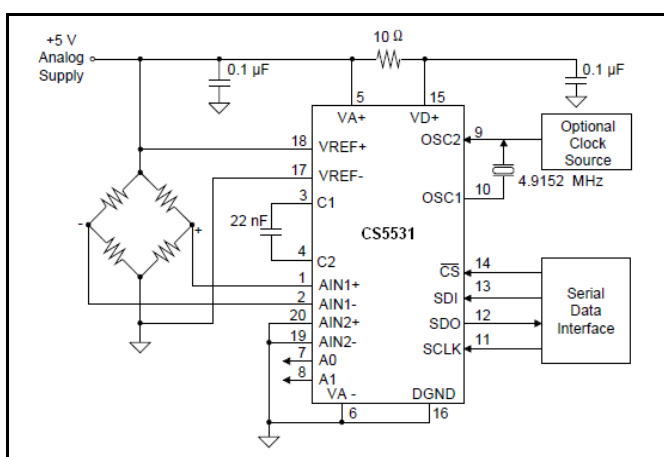 +5 V
Analog
Supply
0.1 µF
10 Ω
0.1 µF
5
15
VA+
VD+
18
VREF+
17
VREF-
3
C1
22 nF
4
C2
CS5531
OSC2
9
Optional
Clock
Source
4.9152 MHz
OSC1
10
-
+
1
AIN1+
2
AIN1-
20
AIN2+
19
AIN2-
7
A0
8
A1
CS
14
SDI
13
SDO
12
SCLK
11
Serial
Data
Interface
VA -
DGND
6
16